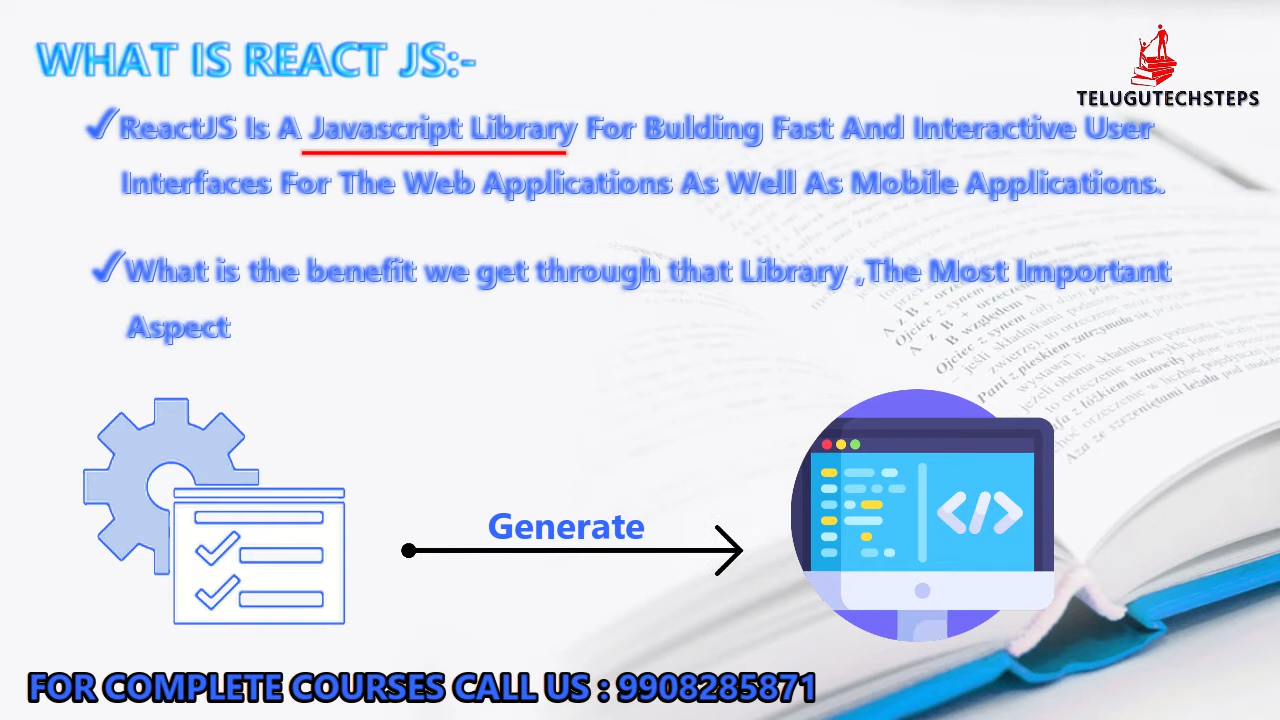 WHAT IS REACT JS:-
TELUGUTECHSTEPS
✓ReactJS Is A Javascript Library For Bulding Fast And Interactive User
Interfaces For The Web Applications As Well As Mobile Applications.
✓What is the benefit we get through that Library ,The Most Important
Aspect
Generate
</>
FOR COMPLETE COURSES CALL US : 9908285871